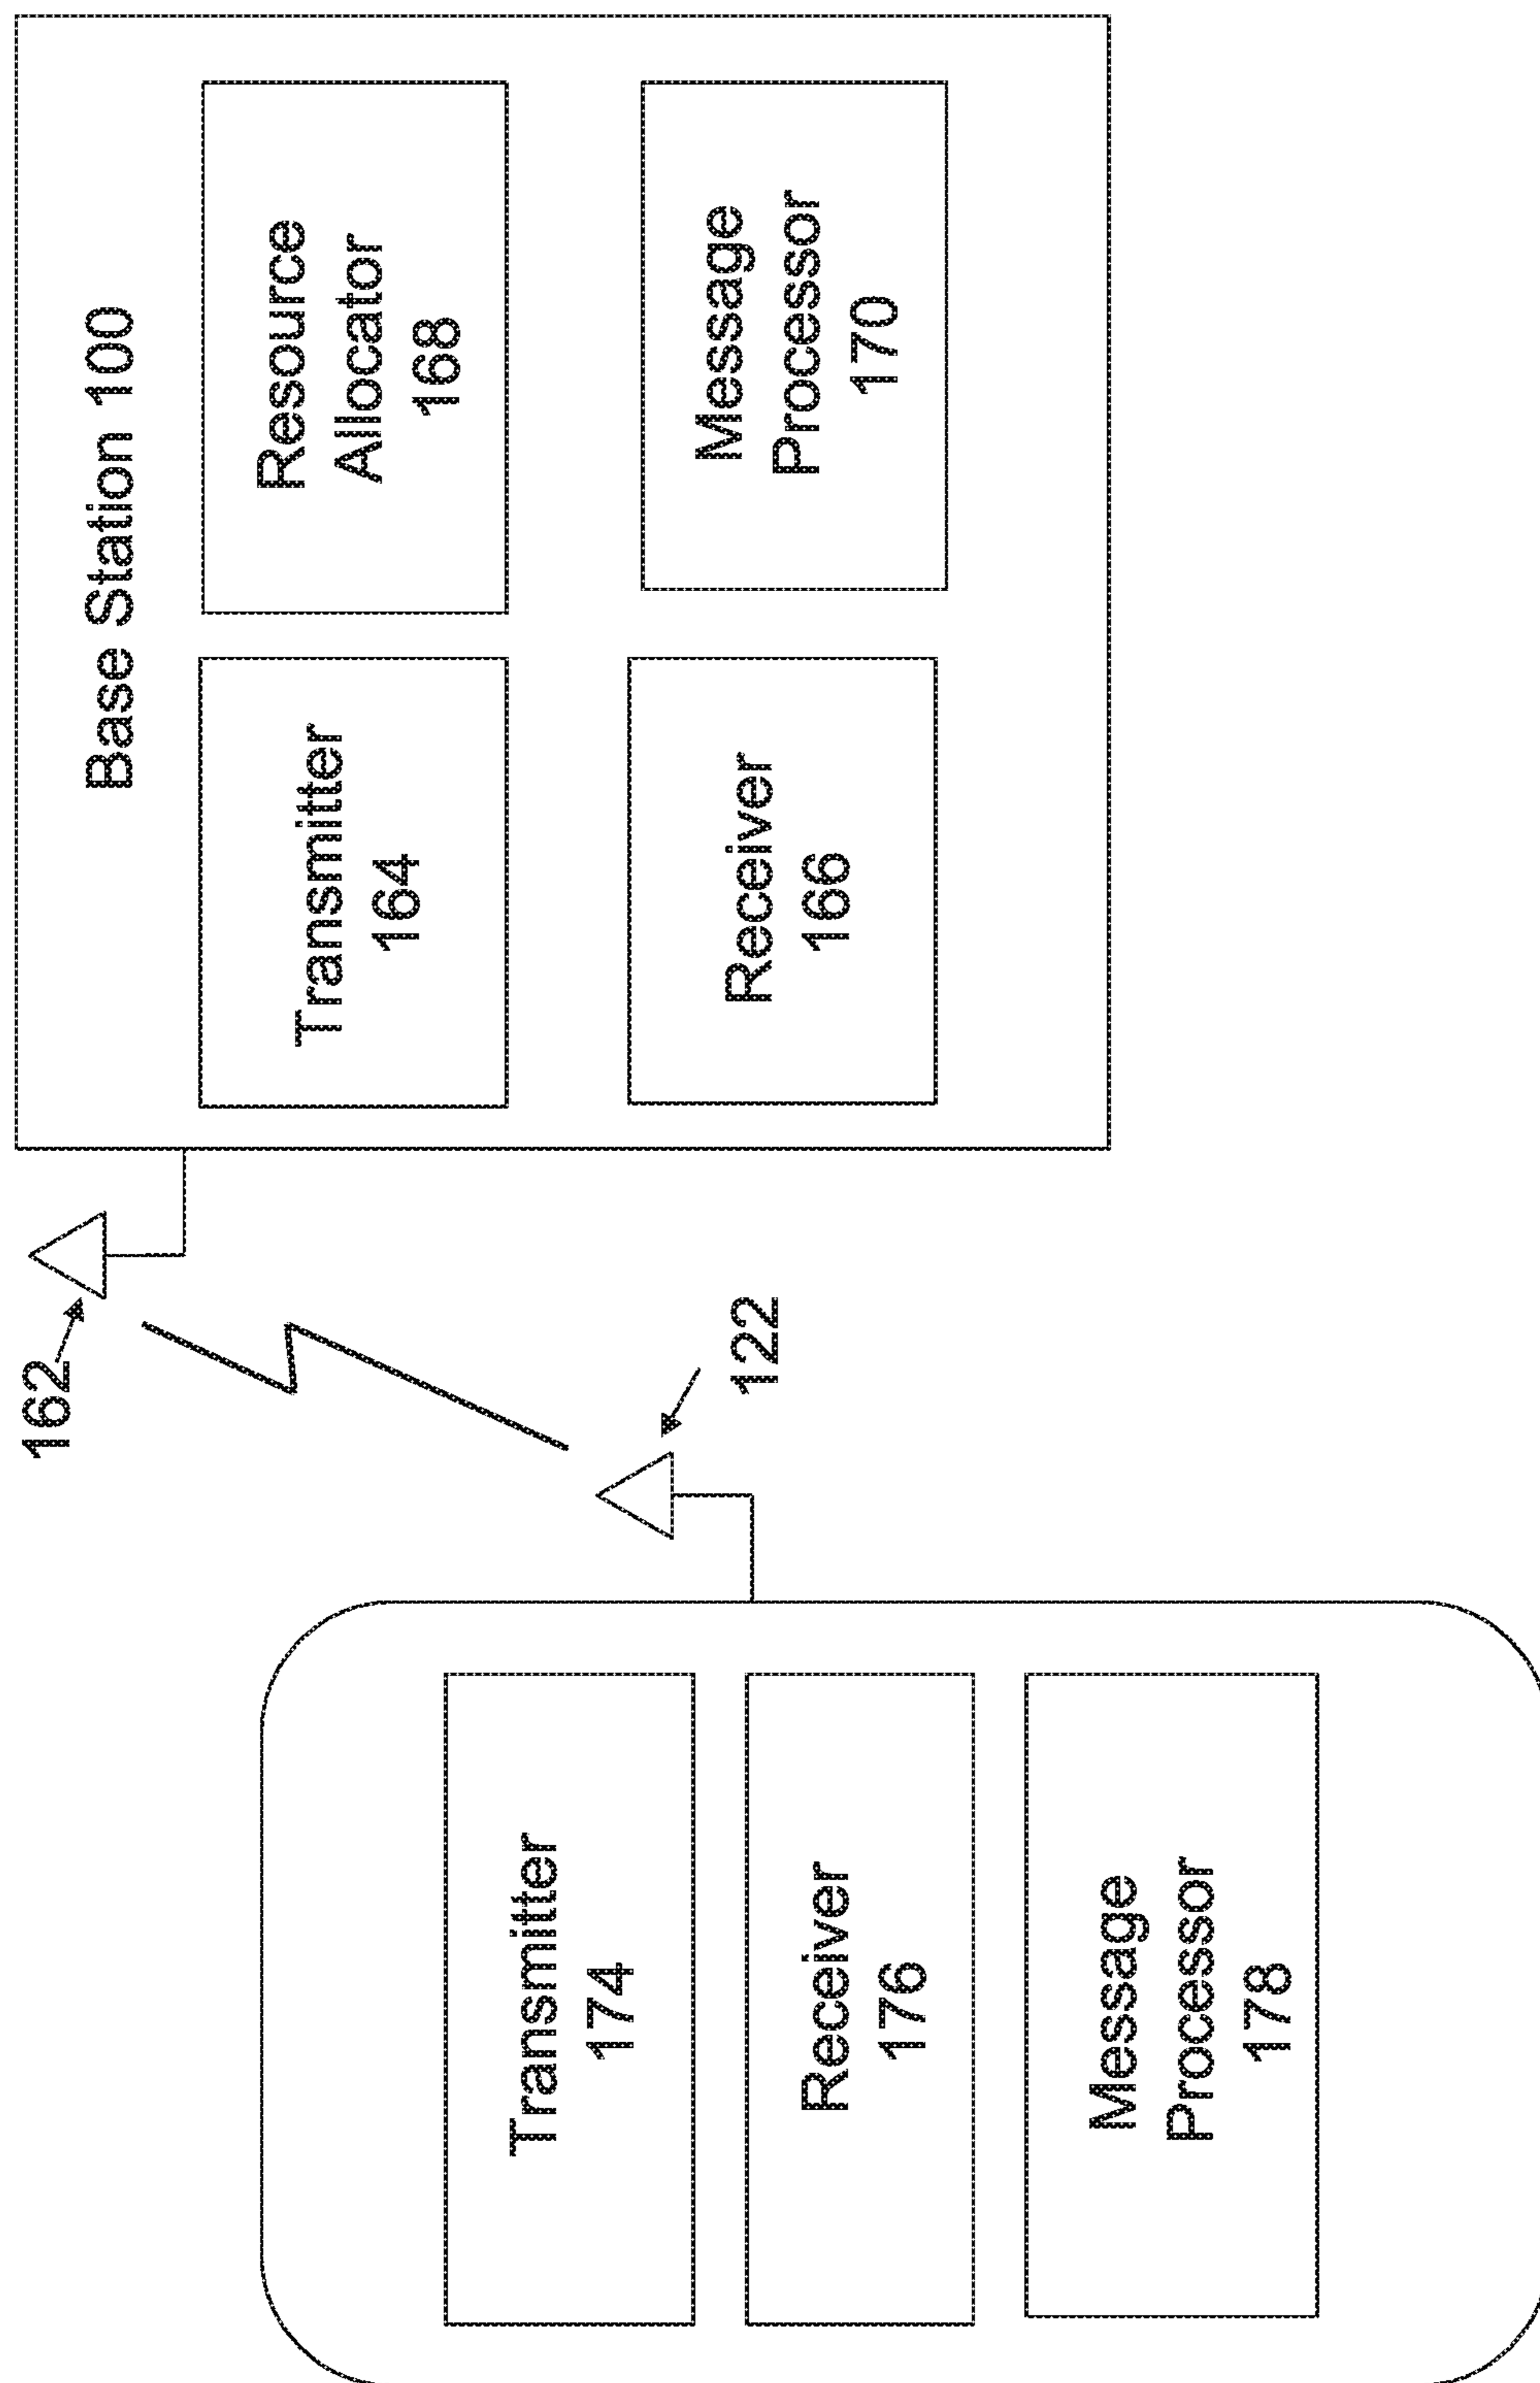 Base Station 100
Transmitter
164
Resource
Allocator
168
Receiver
166
Message
Processor
170
162
122
Transmitter
174
Receiver
176
Message
Processor
178